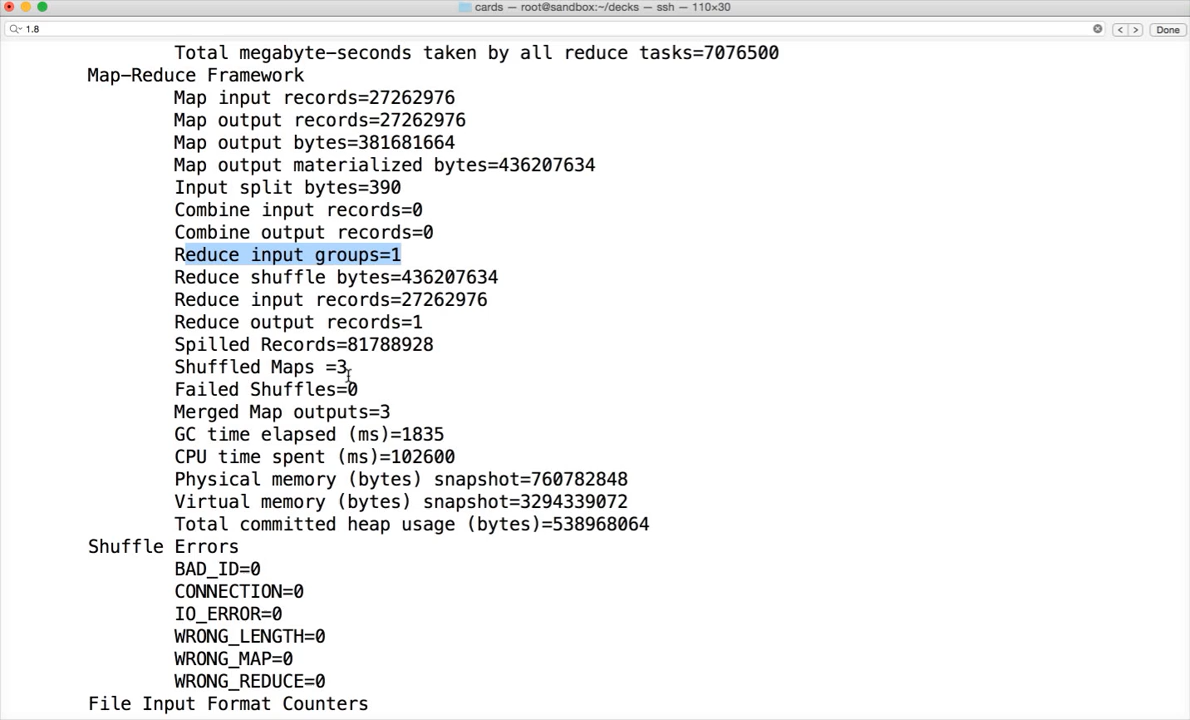 cards — root@sandbox:~/decks — ssh — 110×30
1.8
Done
Total megabyte-seconds taken by all reduce tasks=7076500
Map-Reduce Framework
Map input records=27262976
Map output records=27262976
Map output bytes=381681664
Map output materialized bytes=436207634
Input split bytes=390
Combine input records=0
Combine output records=0
Reduce input groups=1
Reduce shuffle bytes=436207634
Reduce input records=27262976
Reduce output records=1
Spilled Records=81788928
Shuffled Maps =3
Failed Shuffles=0
Merged Map outputs=3
GC time elapsed (ms)=1835
CPU time spent (ms)=102600
Physical memory (bytes) snapshot=760782848
Virtual memory (bytes) snapshot=3294339072
Total committed heap usage (bytes)=538968064
Shuffle Errors
BAD_ID=0
CONNECTION=0
IO_ERROR=0
WRONG_LENGTH=0
WRONG_MAP=0
WRONG_REDUCE=0
File Input Format Counters